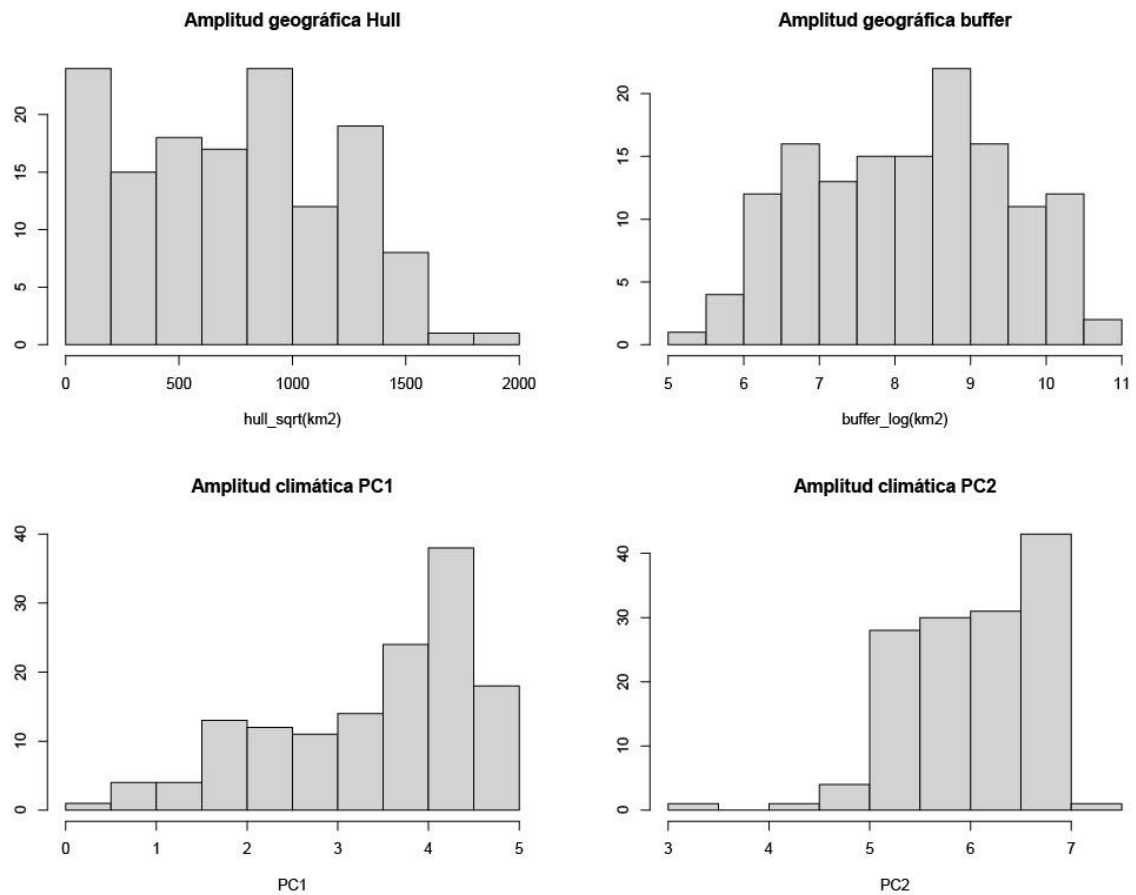 Amplitud geográfica Hull
20
15
10
5
0
0 500 1000 1500 2000
hull_sqrt(km2)
Amplitud geográfica buffer
20
15
10
5
0
5 6 7 8 9 10 11
buffer_log(km2)
Amplitud climática PC1
40
30
20
10
0
0 1 2 3 4 5
PC1
Amplitud climática PC2
40
30
20
10
0
3 4 5 6 7
PC2